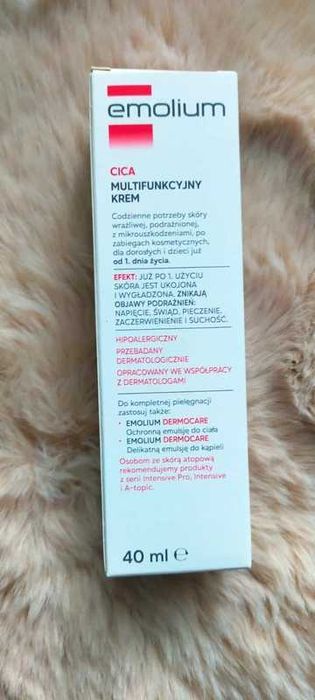 emolium
CICA
MULTIFUNKCYJNY
KREM
Codzienne potrzeby skóry
wrażliwej, podrażnionej,
z mikrouszkodzeniami, po
zabiegach kosmetycznych,
dla dorosłych i dzieci już
od 1. dnia życia.
EFEKT: JUŻ PO 1. UŻYCIU
SKÓRA JEST UKOJONA
I WYGŁADZONA. ZNIKAJĄ
OBJAWY PODRAŻNIEŃ:
NAPIĘCIE, ŚWIĄD, PIECZENIE,
ZACZERWIENIENIE I SUCHOŚĆ.
HIPOALERGICZNY
PRZEBADANY
DERMATOLOGICZNIE
OPRACOWANY WE WSPÓŁPRACY
Z DERMATOLOGAMI
Do kompletnej pielęgnacji
zastosuj także:
• EMOLIUM DERMOCARE
Ochronną emulsję do ciała
• EMOLIUM DERMOCARE
Delikatną emulsję do kąpieli
Osobom ze skórą atopową
rekomendujemy produkty
z serii Intensive Pro, Intensive
i A-topic.
40 ml ℮